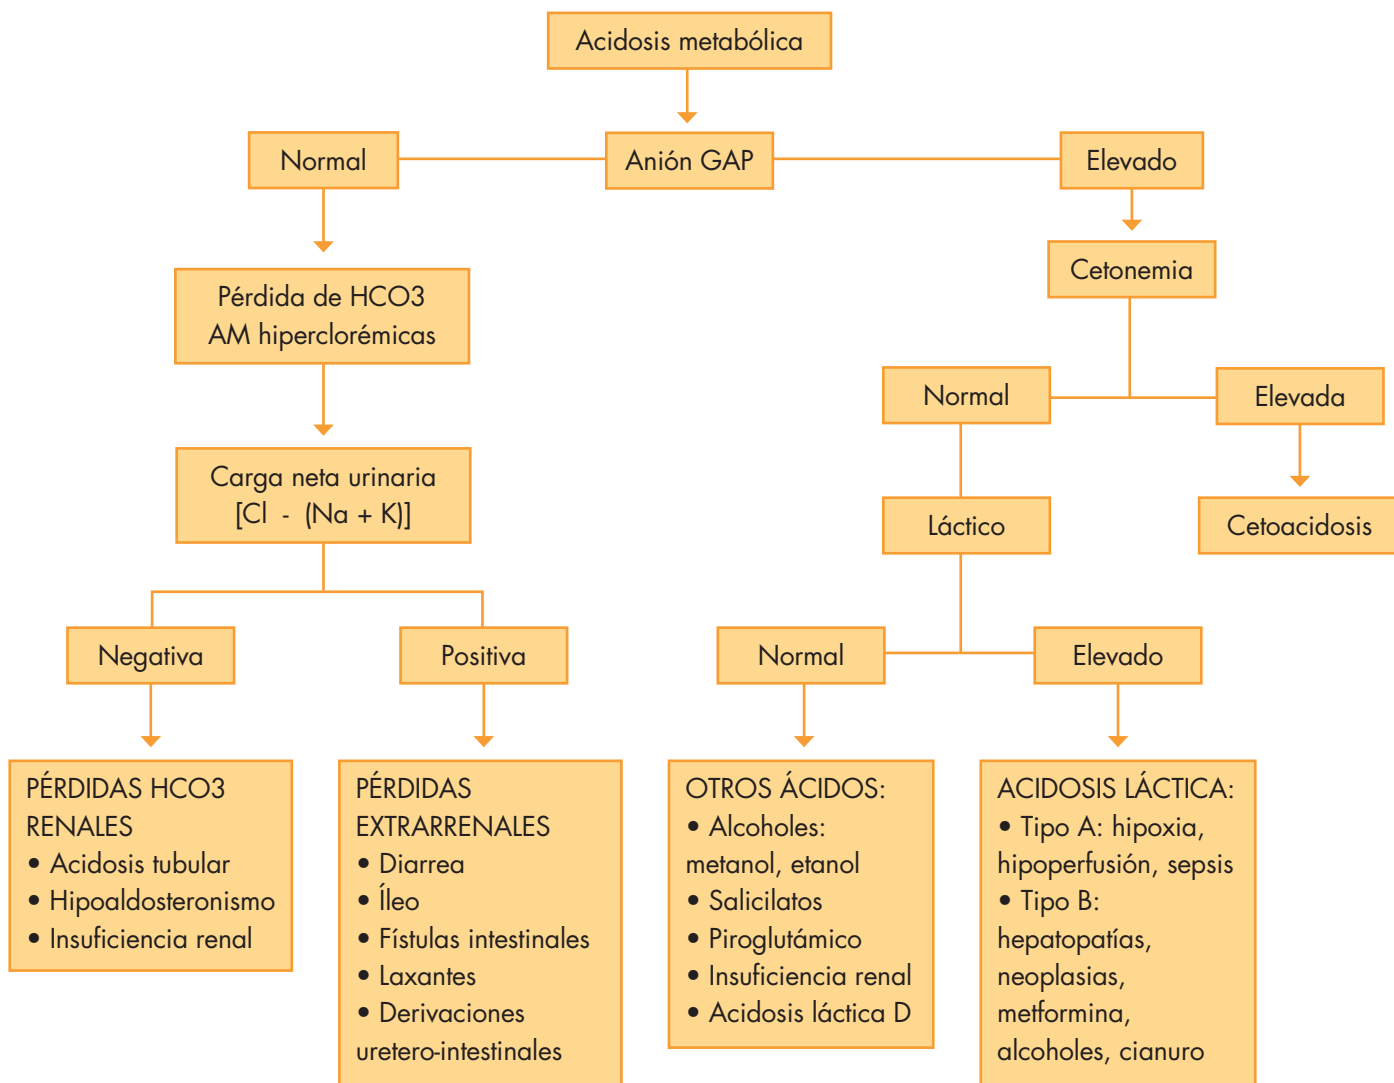 Acidosis metabólica
Normal
Anión GAP
Elevado
Pérdida de HCO3
AM hiperclorémicas
Cetonemia
Normal
Elevada
Carga neta urinaria
[Cl - (Na + K)]
Láctico
Cetoacidosis
Negativa
Positiva
Normal
Elevado
PÉRDIDAS HCO3
RENALES
• Acidosis tubular
• Hipoaldosteronismo
• Insuficiencia renal
PÉRDIDAS
EXTRARRENALES
• Diarrea
• Íleo
• Fístulas intestinales
• Laxantes
• Derivaciones
uretero-intestinales
OTROS ÁCIDOS:
• Alcoholes:
metanol, etanol
• Salicilatos
• Piroglutámico
• Insuficiencia renal
• Acidosis láctica D
ACIDOSIS LÁCTICA:
• Tipo A: hipoxia,
hipoperfusión, sepsis
• Tipo B:
hepatopatías,
neoplasias,
metformina,
alcoholes, cianuro